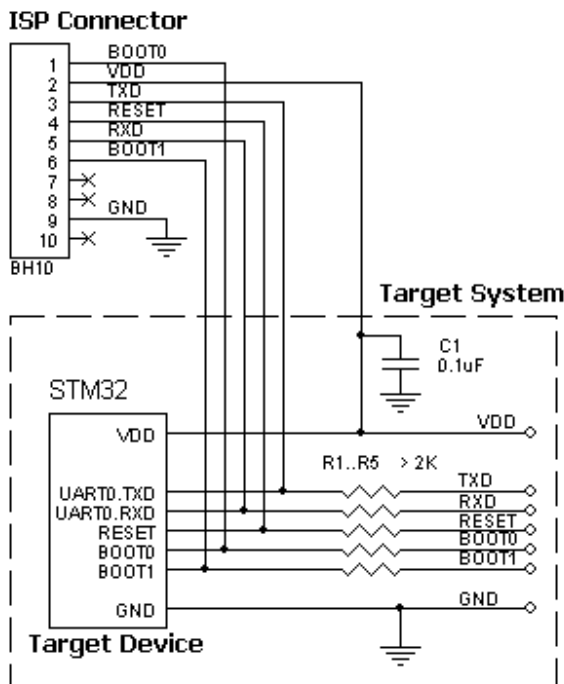 ISP Connector
1 BOOT0
2 VDD
3 TXD
4 RESET
5 RXD
6 BOOT1
7
8
9 GND
10
BH10
Target System
C1
0.1uF
STM32
VDD VDD
R1..R5 > 2K
UART0.TXD TXD
UART0.RXD RXD
RESET RESET
BOOT0 BOOT0
BOOT1 BOOT1
GND GND
Target Device